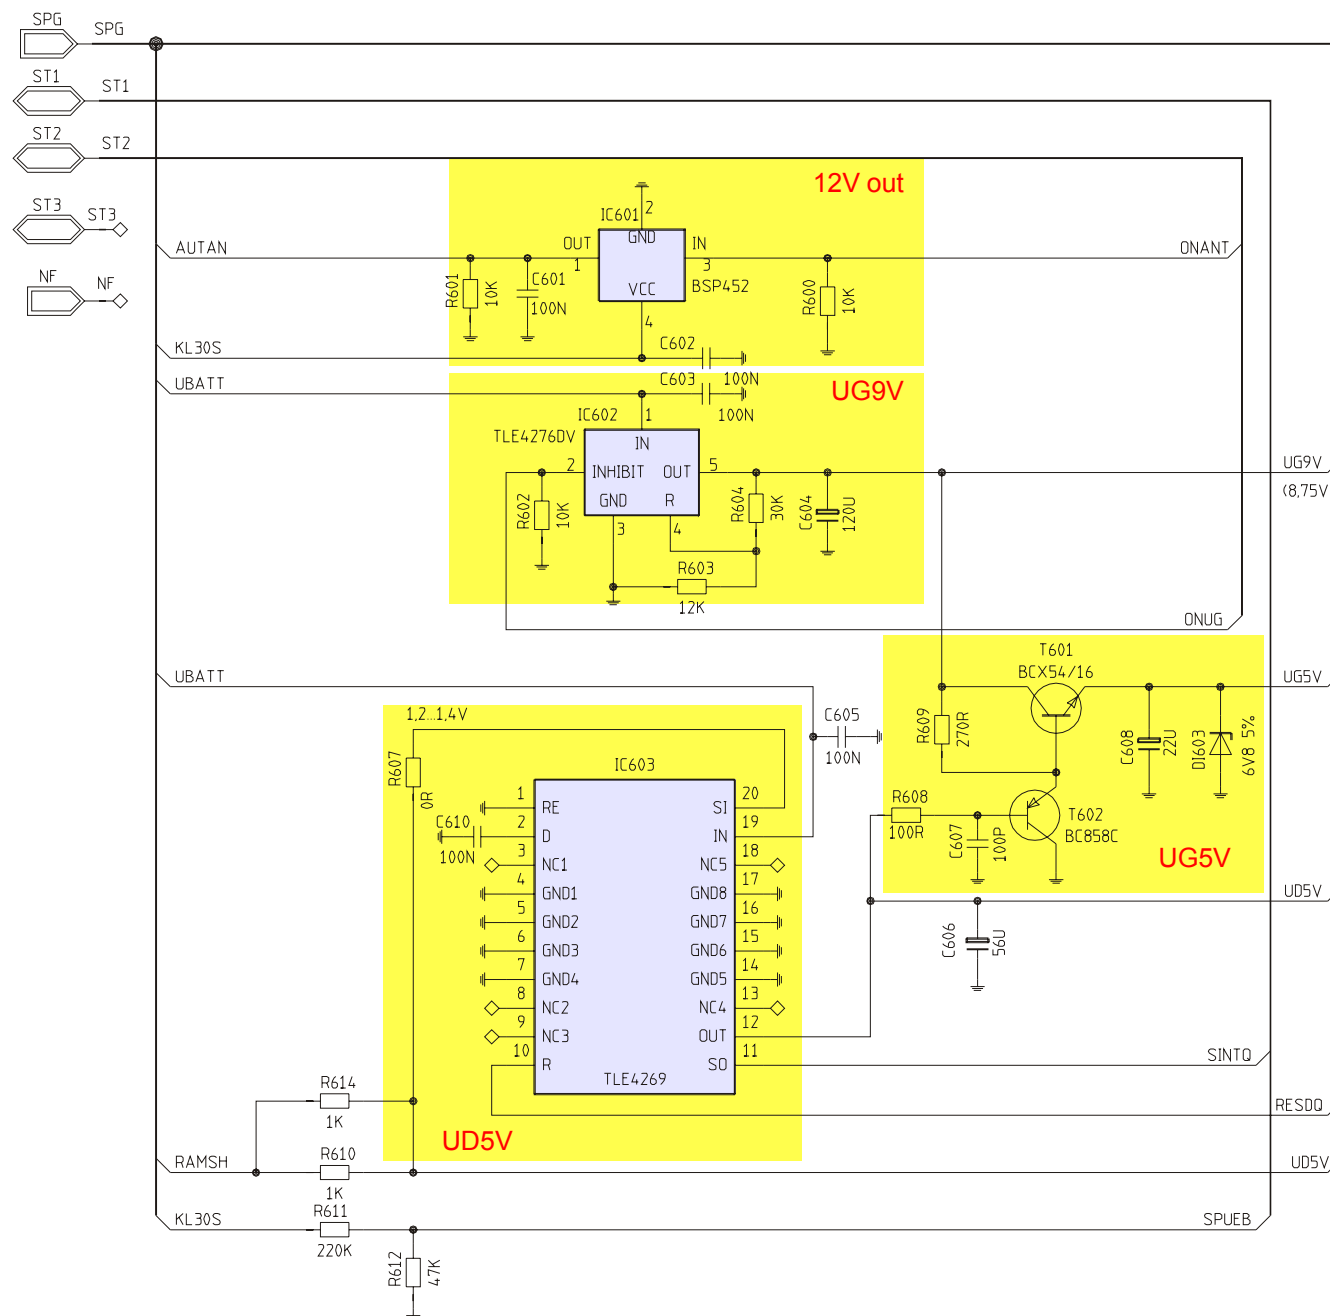 SPG
SPG
ST1
ST1
ST2
ST2
12V out
ST3
ST3
2
IC601
GND
AUTAN
OUT
IN
ONANT
1
3
NF
NF
R601
10K
C601
100N
VCC
BSP452
R600
10K
4
KL30S
C602
100N
UBATT
C603
100N
UG9V
1
IC602
TLE4276DV
IN
2
INHIBIT
OUT
5
UG9V
(8,75V
GND
R
R602
10K
3
4
R604
30K
C604
120U
R603
12K
ONUG
T601
BCX54/16
UBATT
UG5V
1,2...1,4V
C605
100N
R609
270R
C608
22U
DI603
6V8 5%
R607
0R
IC603
1
RE
SI
20
R608
100R
T602
BC858C
C610
100N
2
D
IN
19
C607
100P
3
NC1
NC5
18
UG5V
4
GND1
GND8
17
UD5V
5
GND2
GND7
16
6
GND3
GND6
15
C606
56U
7
GND4
GND5
14
8
NC2
NC4
13
9
NC3
OUT
12
10
R
SO
11
SINTQ
TLE4269
R614
1K
RESDQ
UD5V
RAMSH
R610
1K
UD5V
KL30S
R611
220K
SPUEB
R612
47K